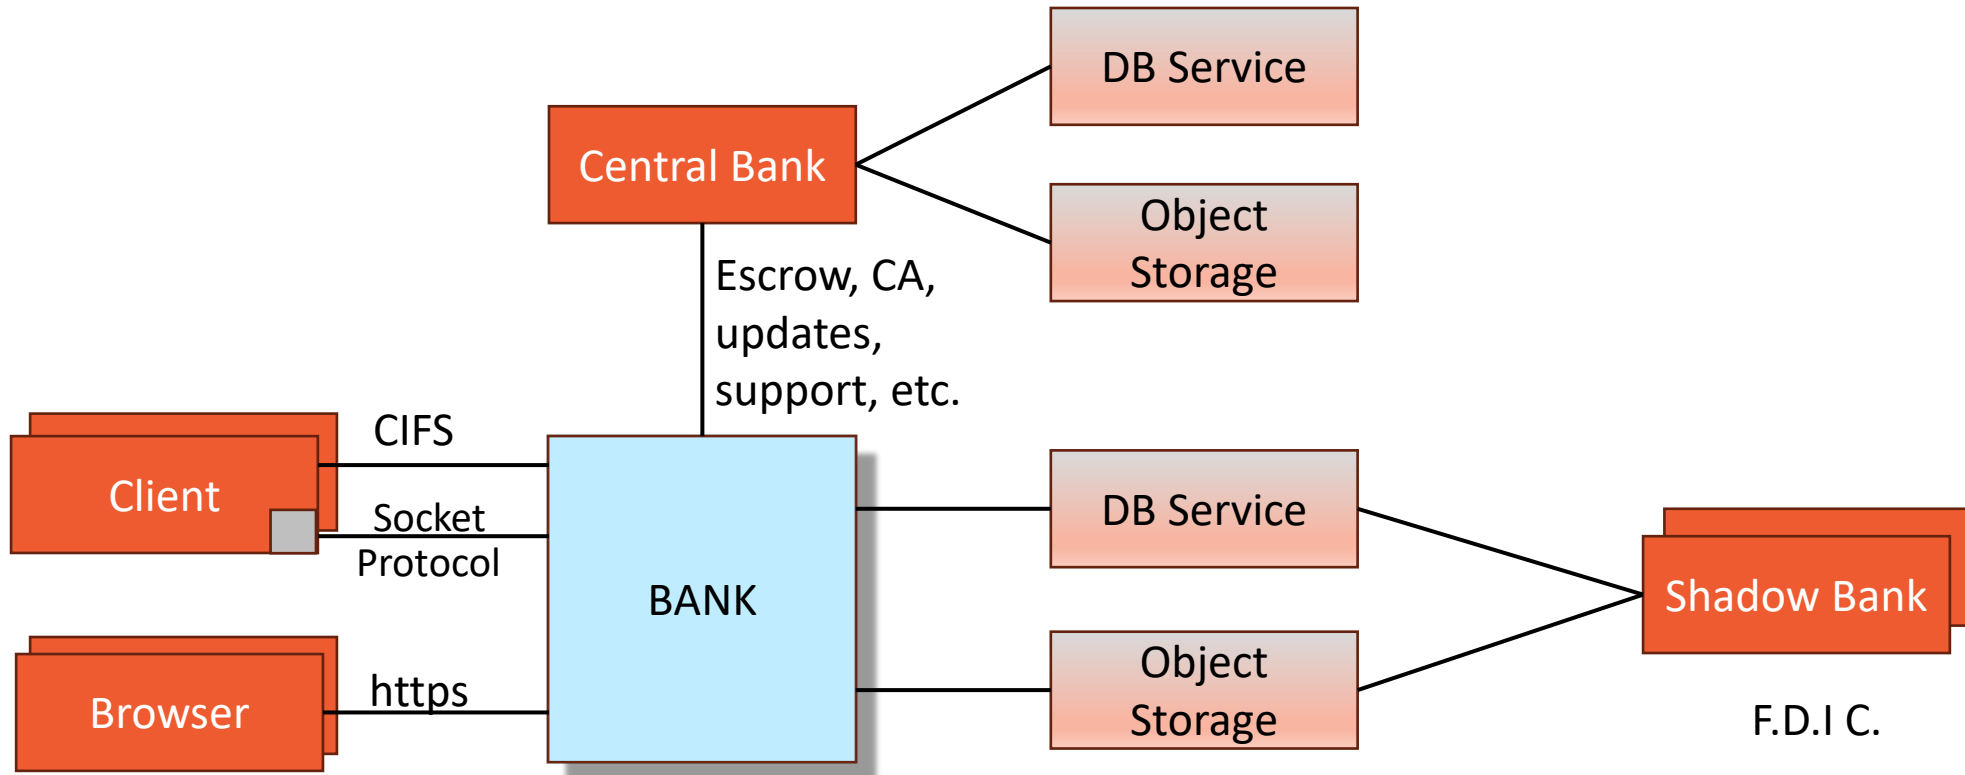 DB Service
Central Bank
Object
Storage
Escrow, CA,
updates,
support, etc.
CIFS
Client
Socket
Protocol
BANK
DB Service
Shadow Bank
Object
Storage
https
Browser
F.D.I C.